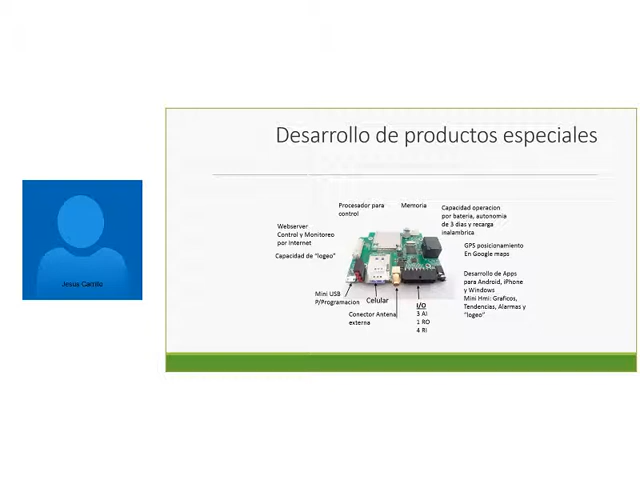 Desarrollo de productos especiales
Procesador para
control
Memoria
Capacidad operacion
por bateria, autonomia
de 3 dias y recarga
inalambrica
Webserver
Control y Monitoreo
por Internet
Capacidad de "logeo"
GPS posicionamiento
En Google maps
Desarrollo de Apps
para Android, iPhone
y Windows
Mini Hmi: Graficos,
Tendencias, Alarmas y
"logeo"
Mini USB
P/Programacion
Celular
Conector Antena
externa
I/O
3 AI
1 RO
4 RI
Jesus Carrillo